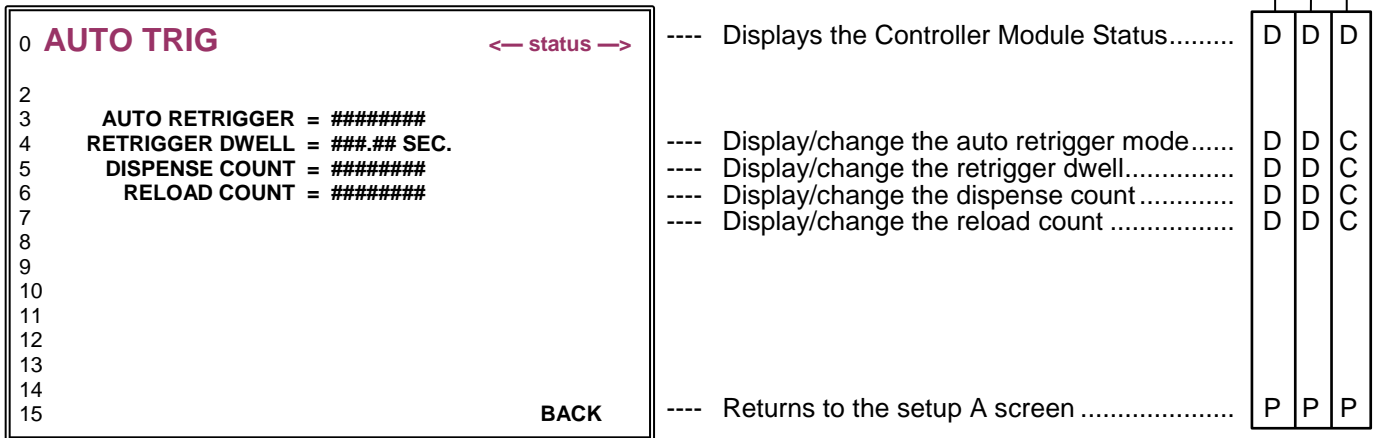 0 AUTO TRIG <— status —> ---- Displays the Controller Module Status......... D D D
2
3 AUTO RETRIGGER = ########
4 RETRIGGER DWELL = ###.## SEC. ---- Display/change the auto retrigger mode...... D D C
5 DISPENSE COUNT = ######## ---- Display/change the retrigger dwell............... D D C
6 RELOAD COUNT = ######## ---- Display/change the dispense count ............. D D C
7 ---- Display/change the reload count ................. D D C
8
9
10
11
12
13
14
15 BACK ---- Returns to the setup A screen ..................... P P P